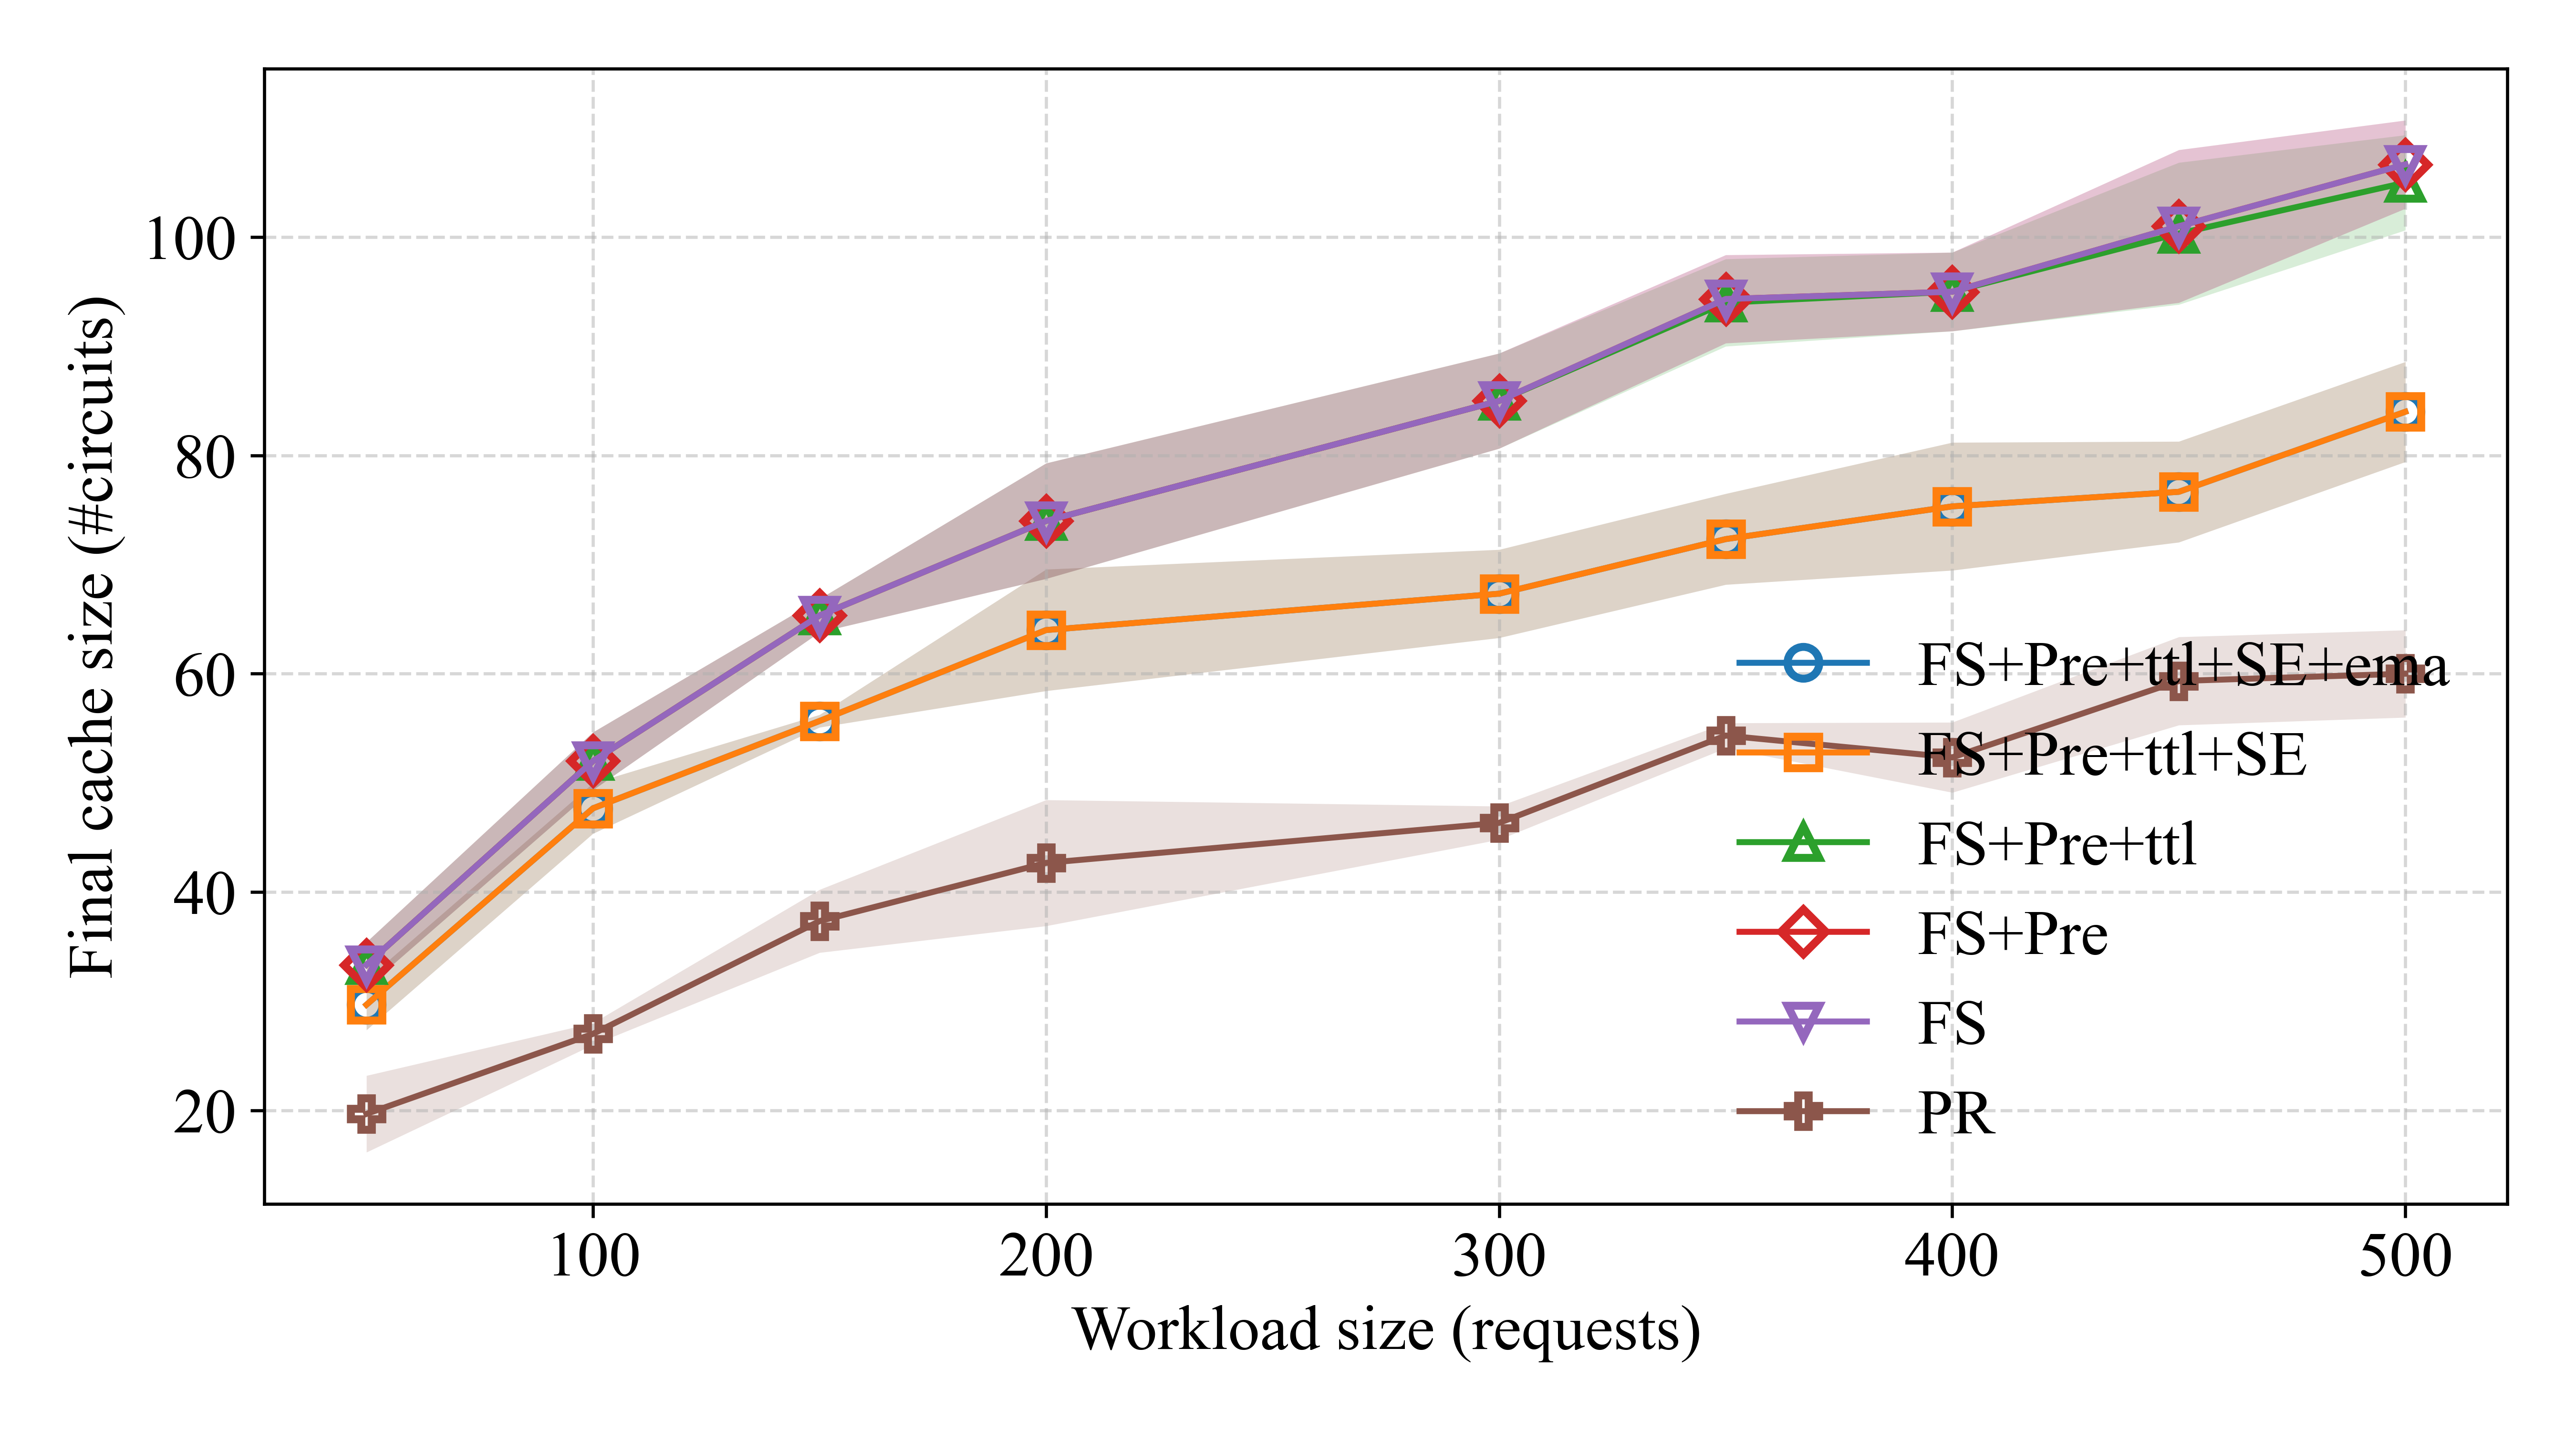 Final cache size (#circuits)
100
80
60
40
20
FS+Pre+ttl+SE+ema
FS+Pre+ttl+SE
FS+Pre+ttl
FS+Pre
FS
PR
100 200 300 400 500
Workload size (requests)